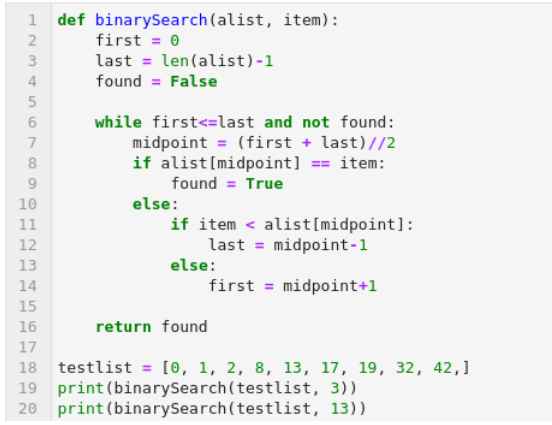 1 def binarySearch(alist, item):
2     first = 0
3     last = len(alist)-1
4     found = False
5
6     while first<=last and not found:
7         midpoint = (first + last)//2
8         if alist[midpoint] == item:
9             found = True
10         else:
11             if item < alist[midpoint]:
12                 last = midpoint-1
13             else:
14                 first = midpoint+1
15
16     return found
17
18 testlist = [0, 1, 2, 8, 13, 17, 19, 32, 42,]
19 print(binarySearch(testlist, 3))
20 print(binarySearch(testlist, 13))